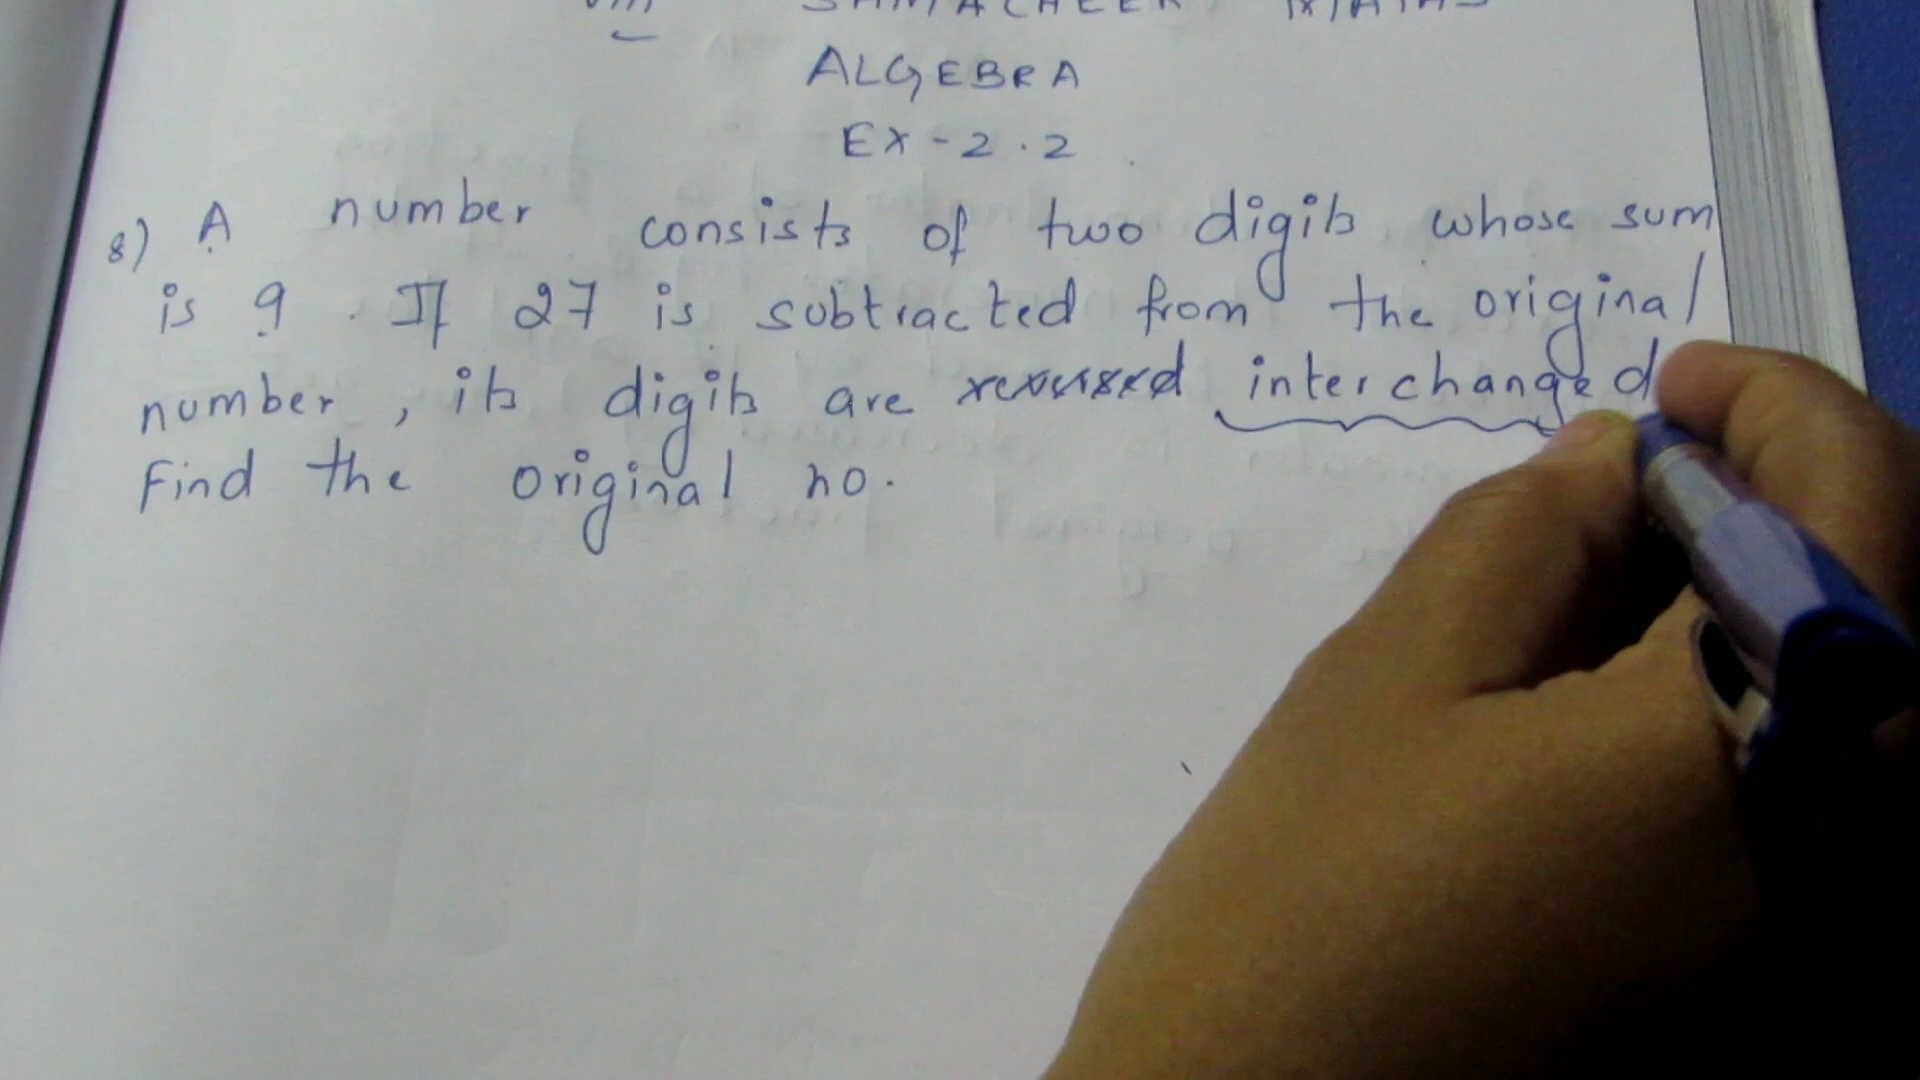 ALGEBRA
EX-2.2
8) A number consists of two digits whose sum
is 9. If 27 is subtracted from the original
number, its digits are reversed interchanged
Find the original no.